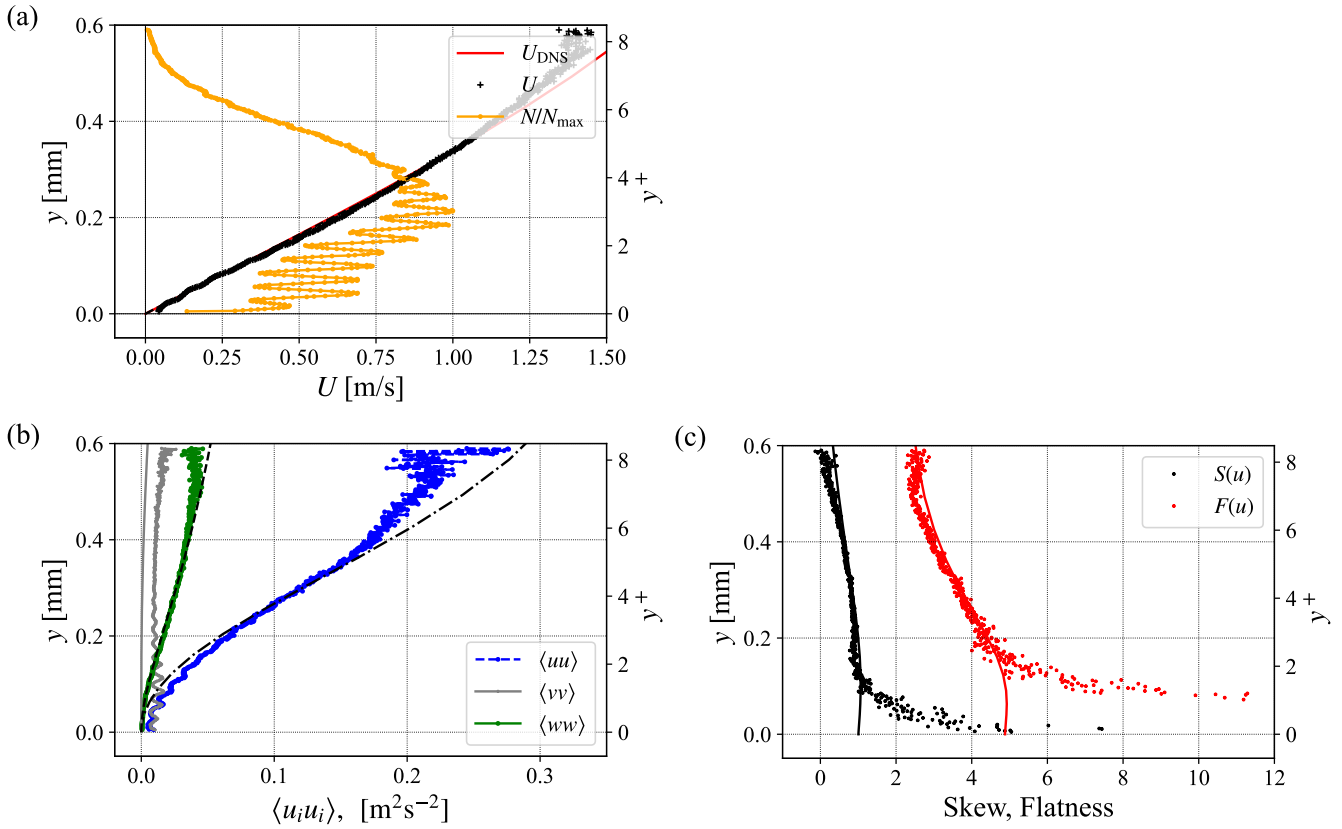 (a)
0.6
0.4
0.2
0.0
y [mm]
8
6
4
2
0
y+
U_DNS
U
N/N_max
0.00 0.25 0.50 0.75 1.00 1.25 1.50
U [m/s]
(b)
0.6
0.4
0.2
0.0
y [mm]
8
6
4
2
0
y+
⟨uu⟩
⟨vv⟩
⟨ww⟩
0.0 0.1 0.2 0.3
⟨uᵢuᵢ⟩, [m²s⁻²]
(c)
0.6
0.4
0.2
0.0
y [mm]
8
6
4
2
0
y+
S(u)
F(u)
0 2 4 6 8 10 12
Skew, Flatness